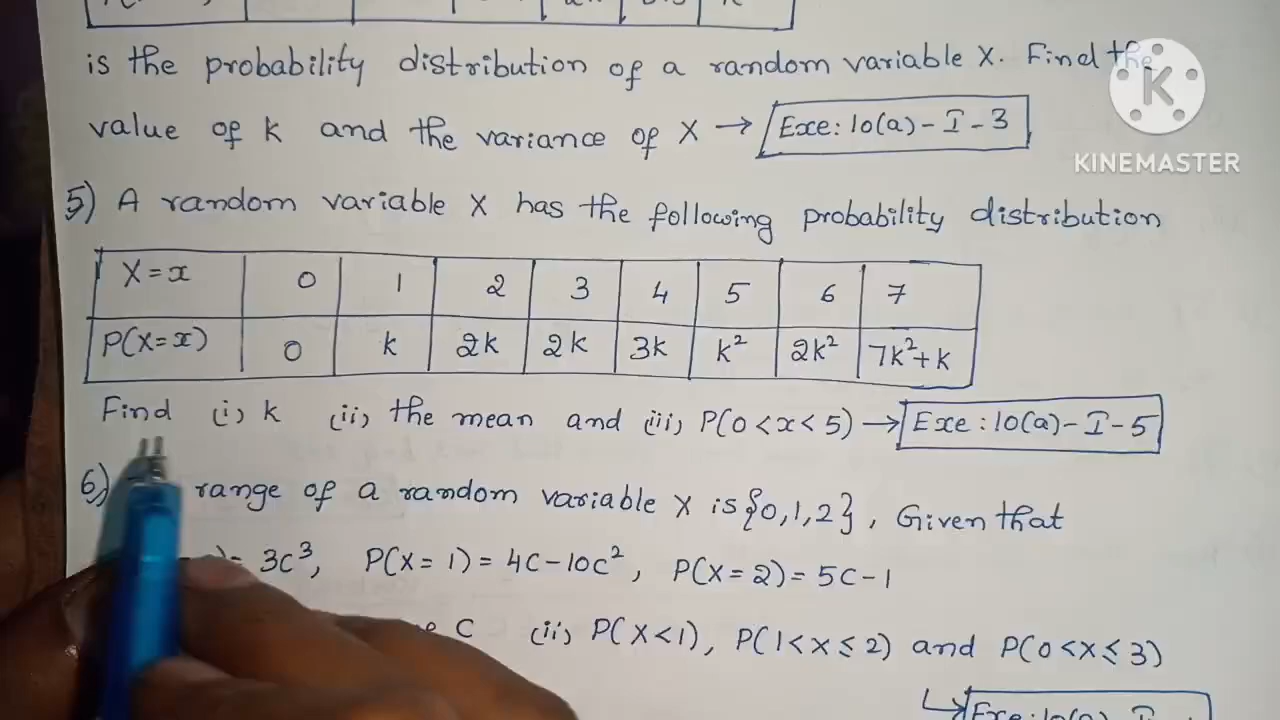 is the probability distribution of a random variable X. Find the
value of k and the variance of X → Exe: 10(a)-I-3
K
KINEMASTER
5) A random variable X has the following probability distribution
X=x 0 1 2 3 4 5 6 7
P(X=x) 0 k 2k 2k 3k k² 2k² 7k²+k
Find (i) k (ii) the mean and (iii) P(0<x<5) → Exe: 10(a)-I-5
6) range of a random variable X is {0,1,2}, Given that
= 3c³, P(X=1) = 4c-10c², P(X=2) = 5c-1
c (ii) P(X<1), P(1<X≤2) and P(0<X≤3)
Exe: 10(a)-I-